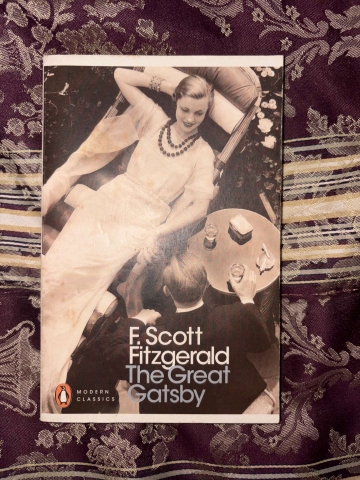 F. Scott
Fitzgerald
The Great
Gatsby
MODERN
CLASSICS